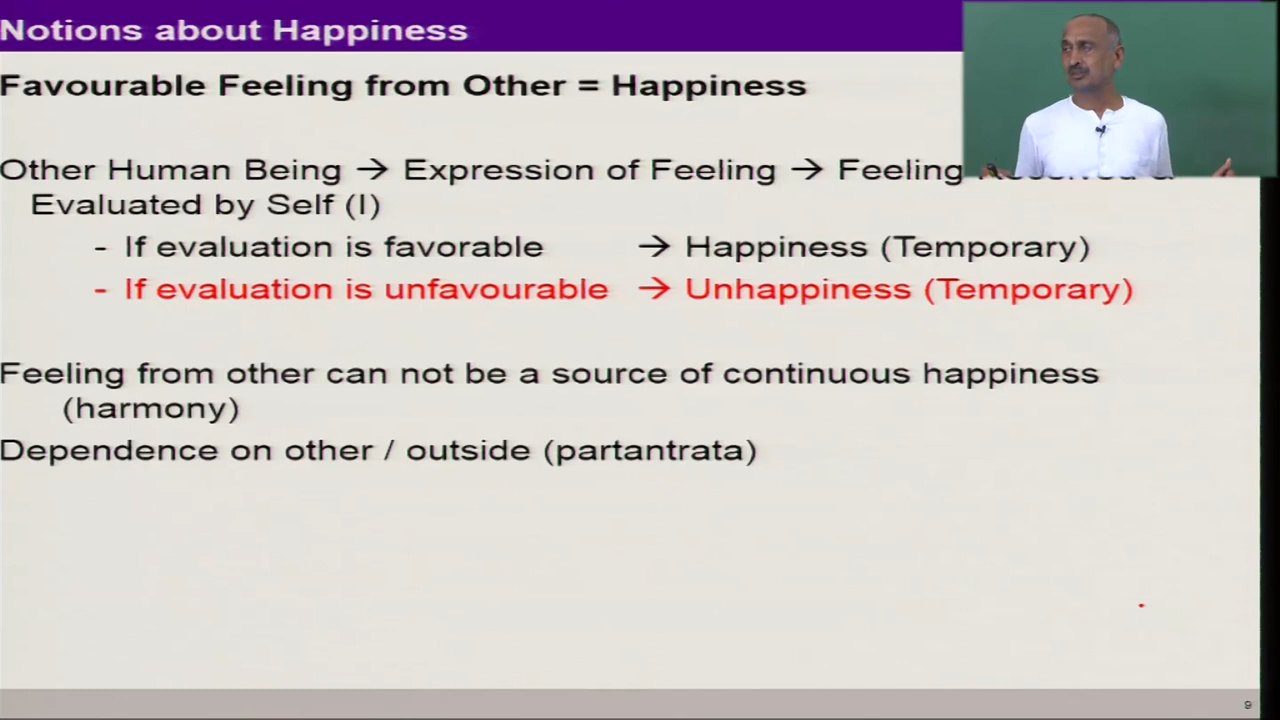 Notions about Happiness
Favourable Feeling from Other = Happiness
Other Human Being → Expression of Feeling → Feeling
Evaluated by Self (I)
- If evaluation is favorable → Happiness (Temporary)
- If evaluation is unfavourable → Unhappiness (Temporary)
Feeling from other can not be a source of continuous happiness
(harmony)
Dependence on other / outside (partantrata)
9